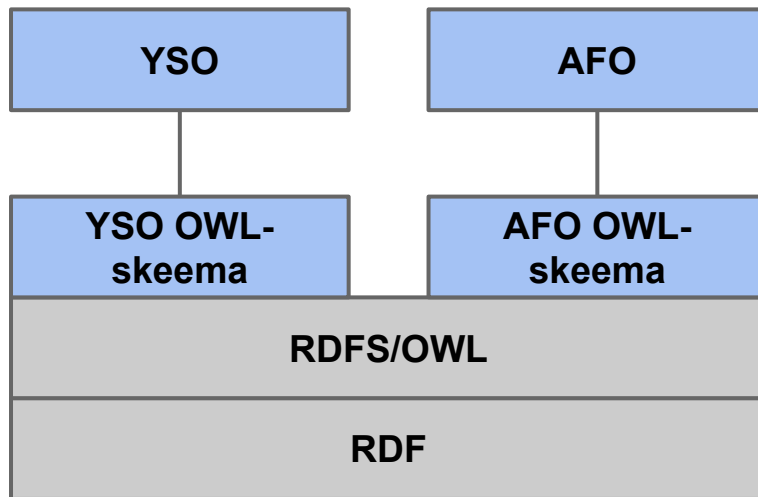 YSO
AFO
YSO OWL-
skeema
AFO OWL-
skeema
RDFS/OWL
RDF